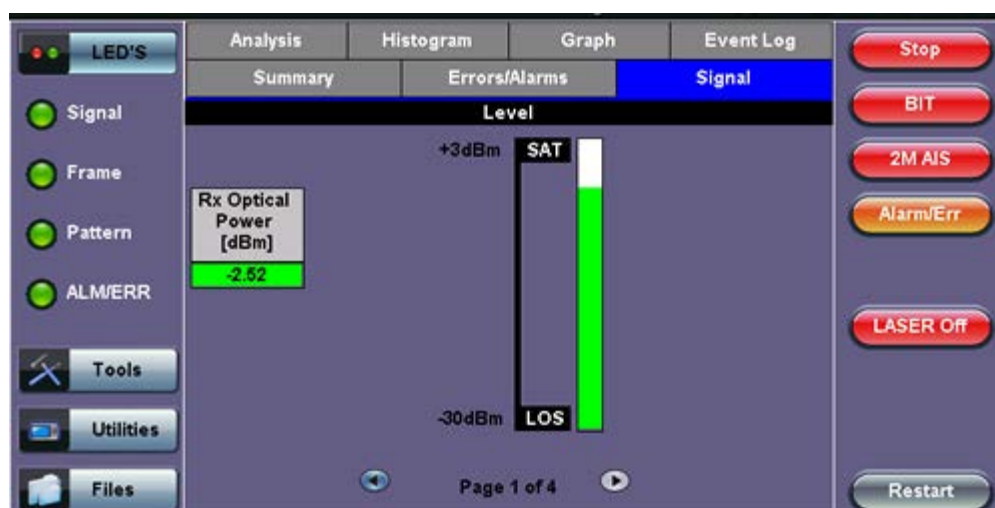 LED'S
Signal
Frame
Pattern
ALM/ERR
Tools
Utilities
Files
Analysis
Histogram
Graph
Event Log
Summary
Errors/Alarms
Signal
Level
+3dBm
SAT
Rx Optical
Power
[dBm]
-2.52
-30dBm
LOS
Page 1 of 4
Stop
BIT
2M AIS
Alarm/Err
LASER Off
Restart